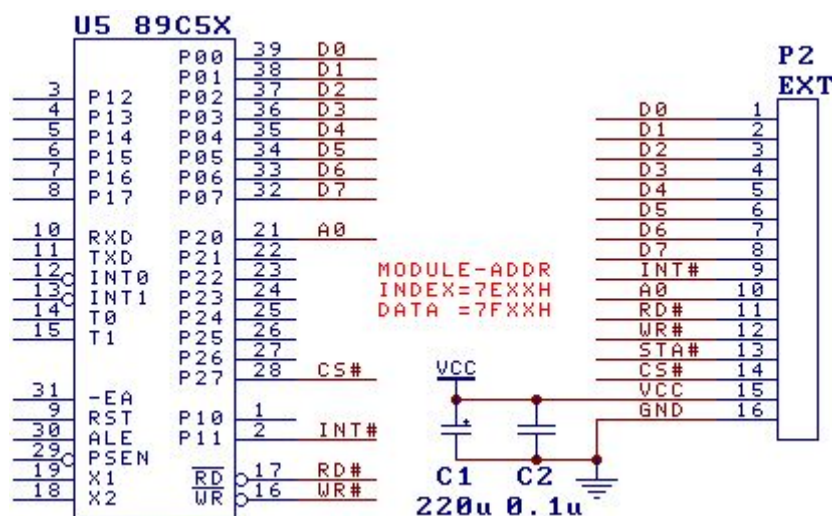 U5 89C5X
P00 39 D0
P01 38 D1
3 P12 P02 37 D2
4 P13 P03 36 D3
5 P14 P04 35 D4
6 P15 P05 34 D5
7 P16 P06 33 D6
8 P17 P07 32 D7
10 RXD P20 21 A0
11 TXD P21 22
12 INT0 P22 23
13 INT1 P23 24
14 T0 P24 25
15 T1 P25 26
P26 27
P27 28 CS#
31 -EA
9 RST P10 1
30 ALE P11 2 INT#
29 PSEN
19 X1 RD 17 RD#
18 X2 WR 16 WR#
MODULE-ADDR
INDEX=7EXXH
DATA =7FXXH
VCC
C1 C2
220u 0.1u
P2
EXT
D0 1
D1 2
D2 3
D3 4
D4 5
D5 6
D6 7
D7 8
INT# 9
A0 10
RD# 11
WR# 12
STA# 13
CS# 14
VCC 15
GND 16